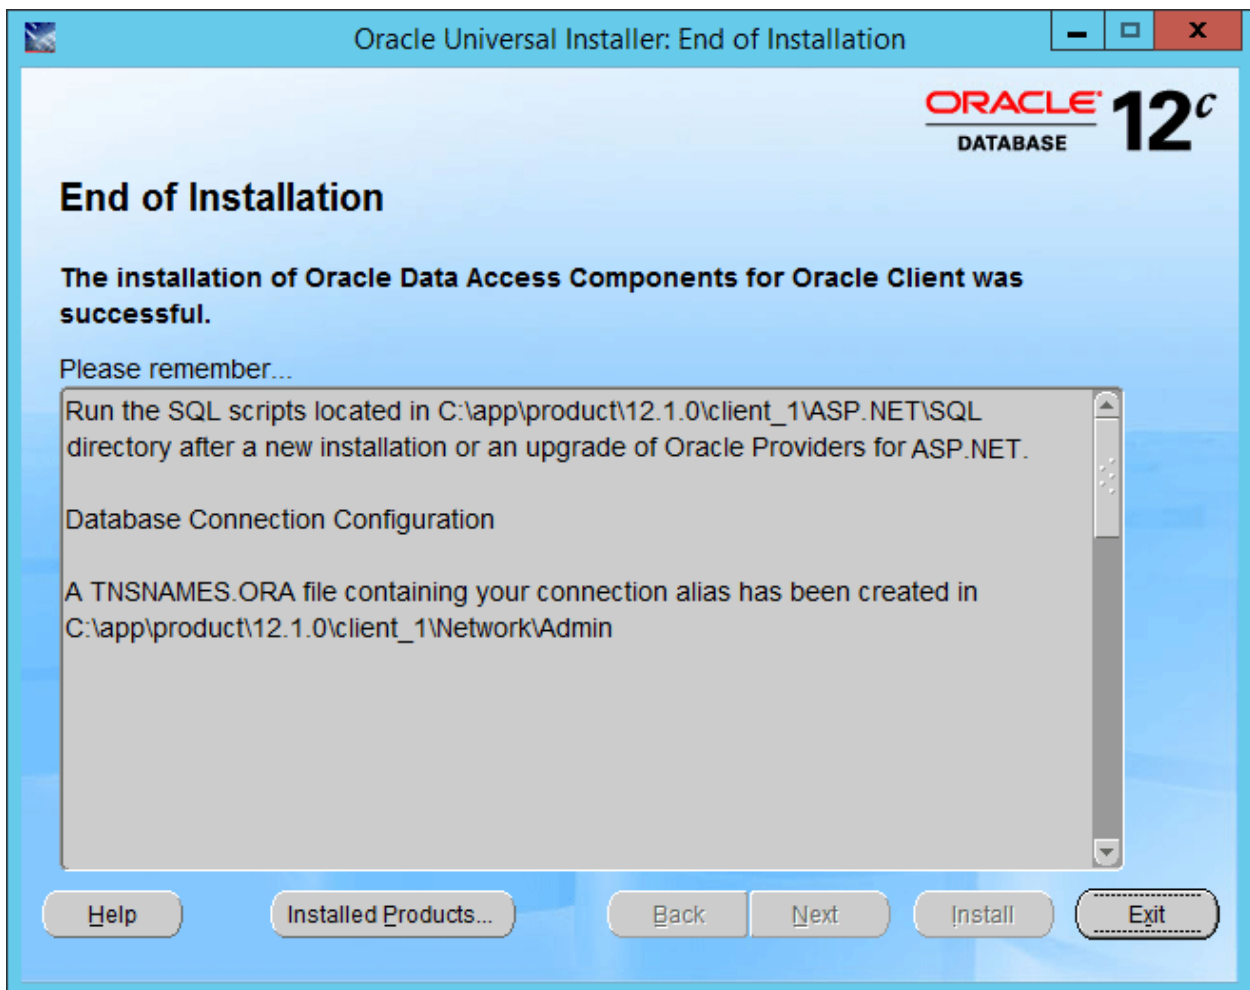 Oracle Universal Installer: End of Installation
ORACLE 12c
DATABASE
End of Installation
The installation of Oracle Data Access Components for Oracle Client was
successful.
Please remember...
Run the SQL scripts located in C:\app\product\12.1.0\client_1\ASP.NET\SQL
directory after a new installation or an upgrade of Oracle Providers for ASP.NET.
Database Connection Configuration
A TNSNAMES.ORA file containing your connection alias has been created in
C:\app\product\12.1.0\client_1\Network\Admin
Help Installed Products... Back Next Install Exit